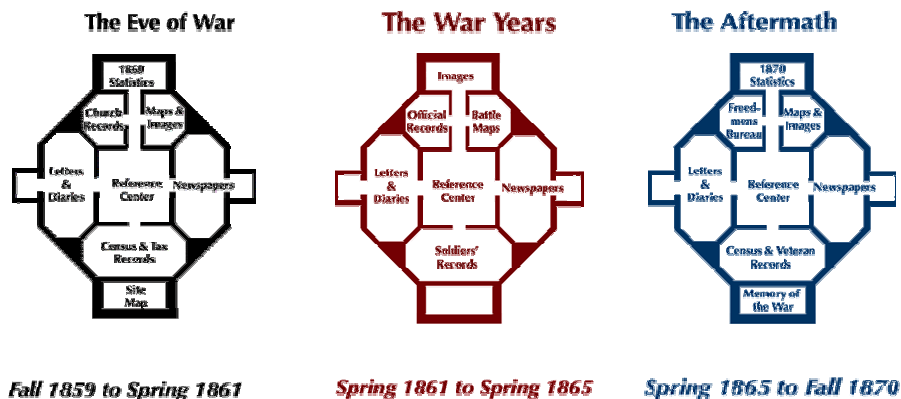 The Eve of War
1860
Statistics
Church
Records
Maps &
Images
Letters
&
Diaries
Reference
Center
Newspapers
Census & Tax
Records
Site
Map
Fall 1859 to Spring 1861
The War Years
Images
Official
Records
Battle
Maps
Letters
& Diaries
Reference
Center
Newspapers
Soldiers'
Records
Spring 1861 to Spring 1865
The Aftermath
1870
Statistics
Freed-
mens
Bureau
Maps &
Images
Letters
&
Diaries
Reference
Center
Newspapers
Census & Veteran
Records
Memory of
the War
Spring 1865 to Fall 1870